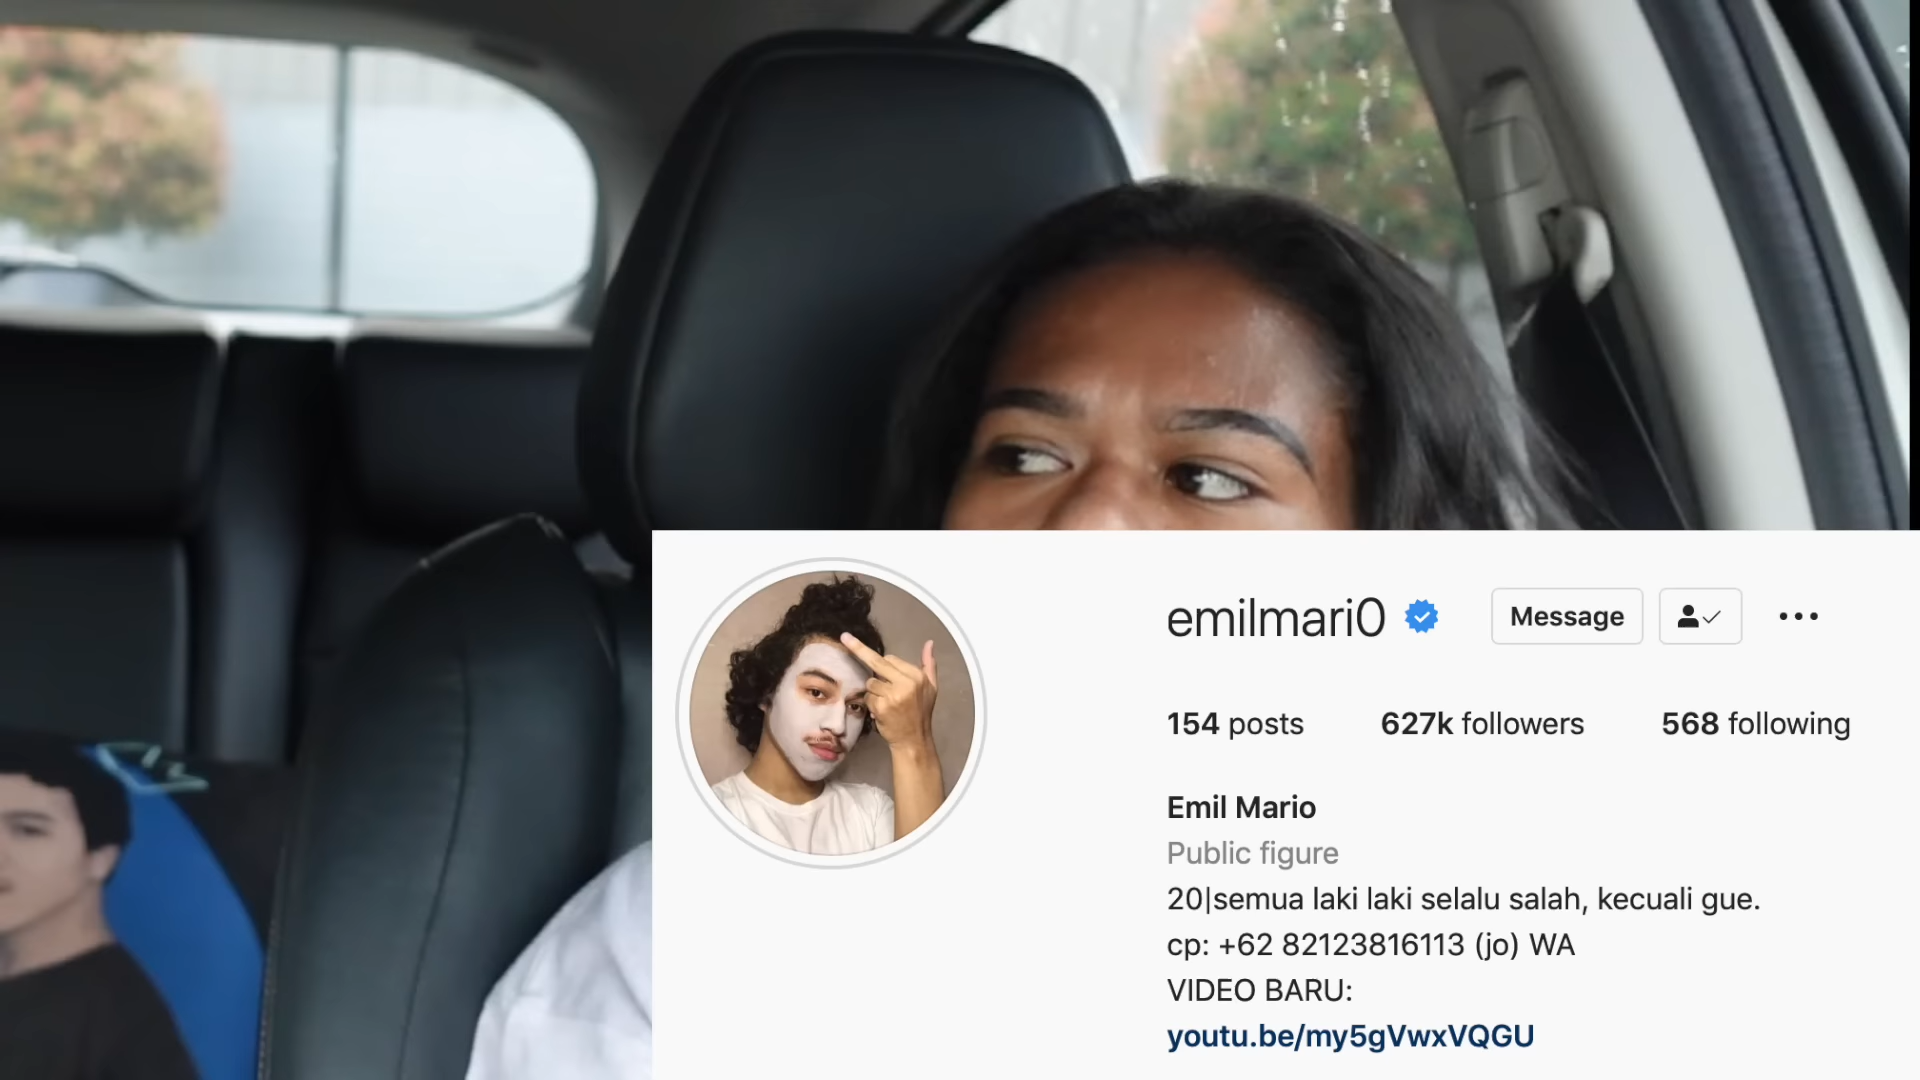 emilmari0
Message
154 posts 627k followers 568 following
Emil Mario
Public figure
20|semua laki laki selalu salah, kecuali gue.
cp: +62 82123816113 (jo) WA
VIDEO BARU:
youtu.be/my5gVwxVQGU